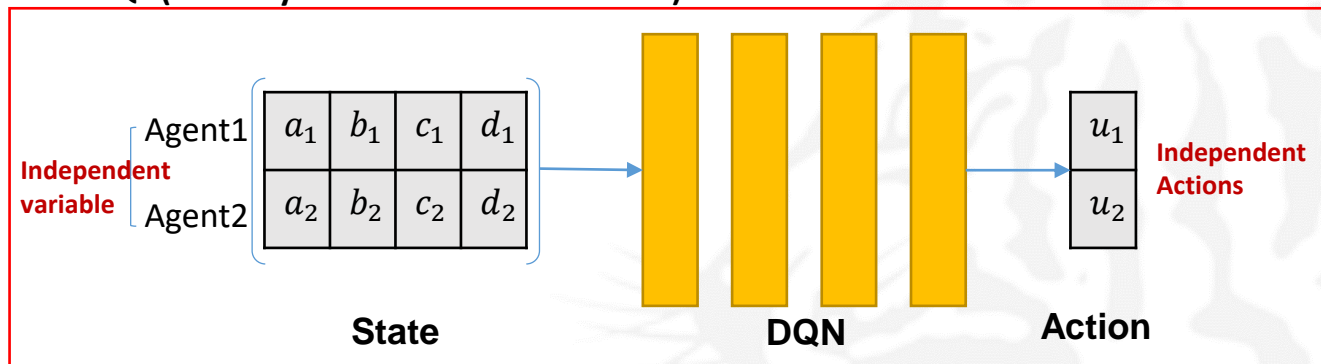 Agent1
a₁ b₁ c₁ d₁
u₁
Independent
variable
Independent
Actions
Agent2
a₂ b₂ c₂ d₂
u₂
State
DQN
Action